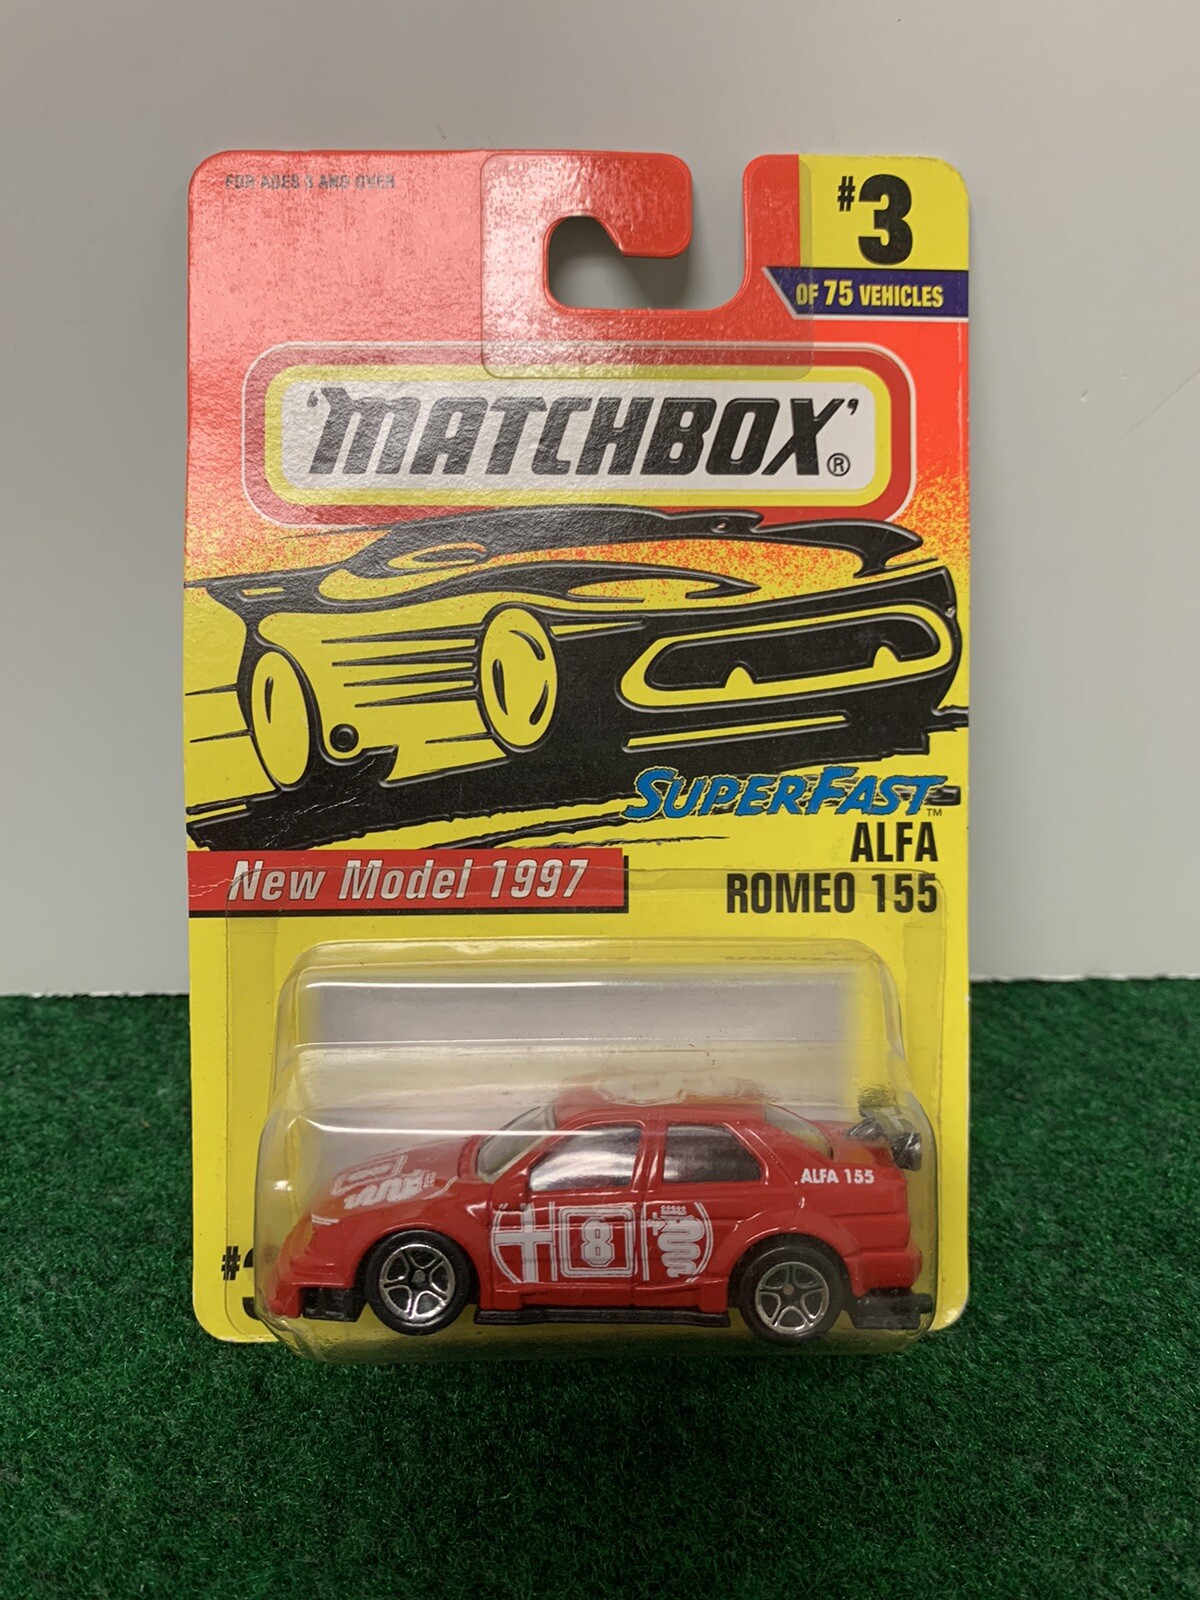 FOR AGES 3 AND OVER
#3
OF 75 VEHICLES
'MATCHBOX'®
SUPERFAST™
ALFA
ROMEO 155
New Model 1997
ALFA 155
8